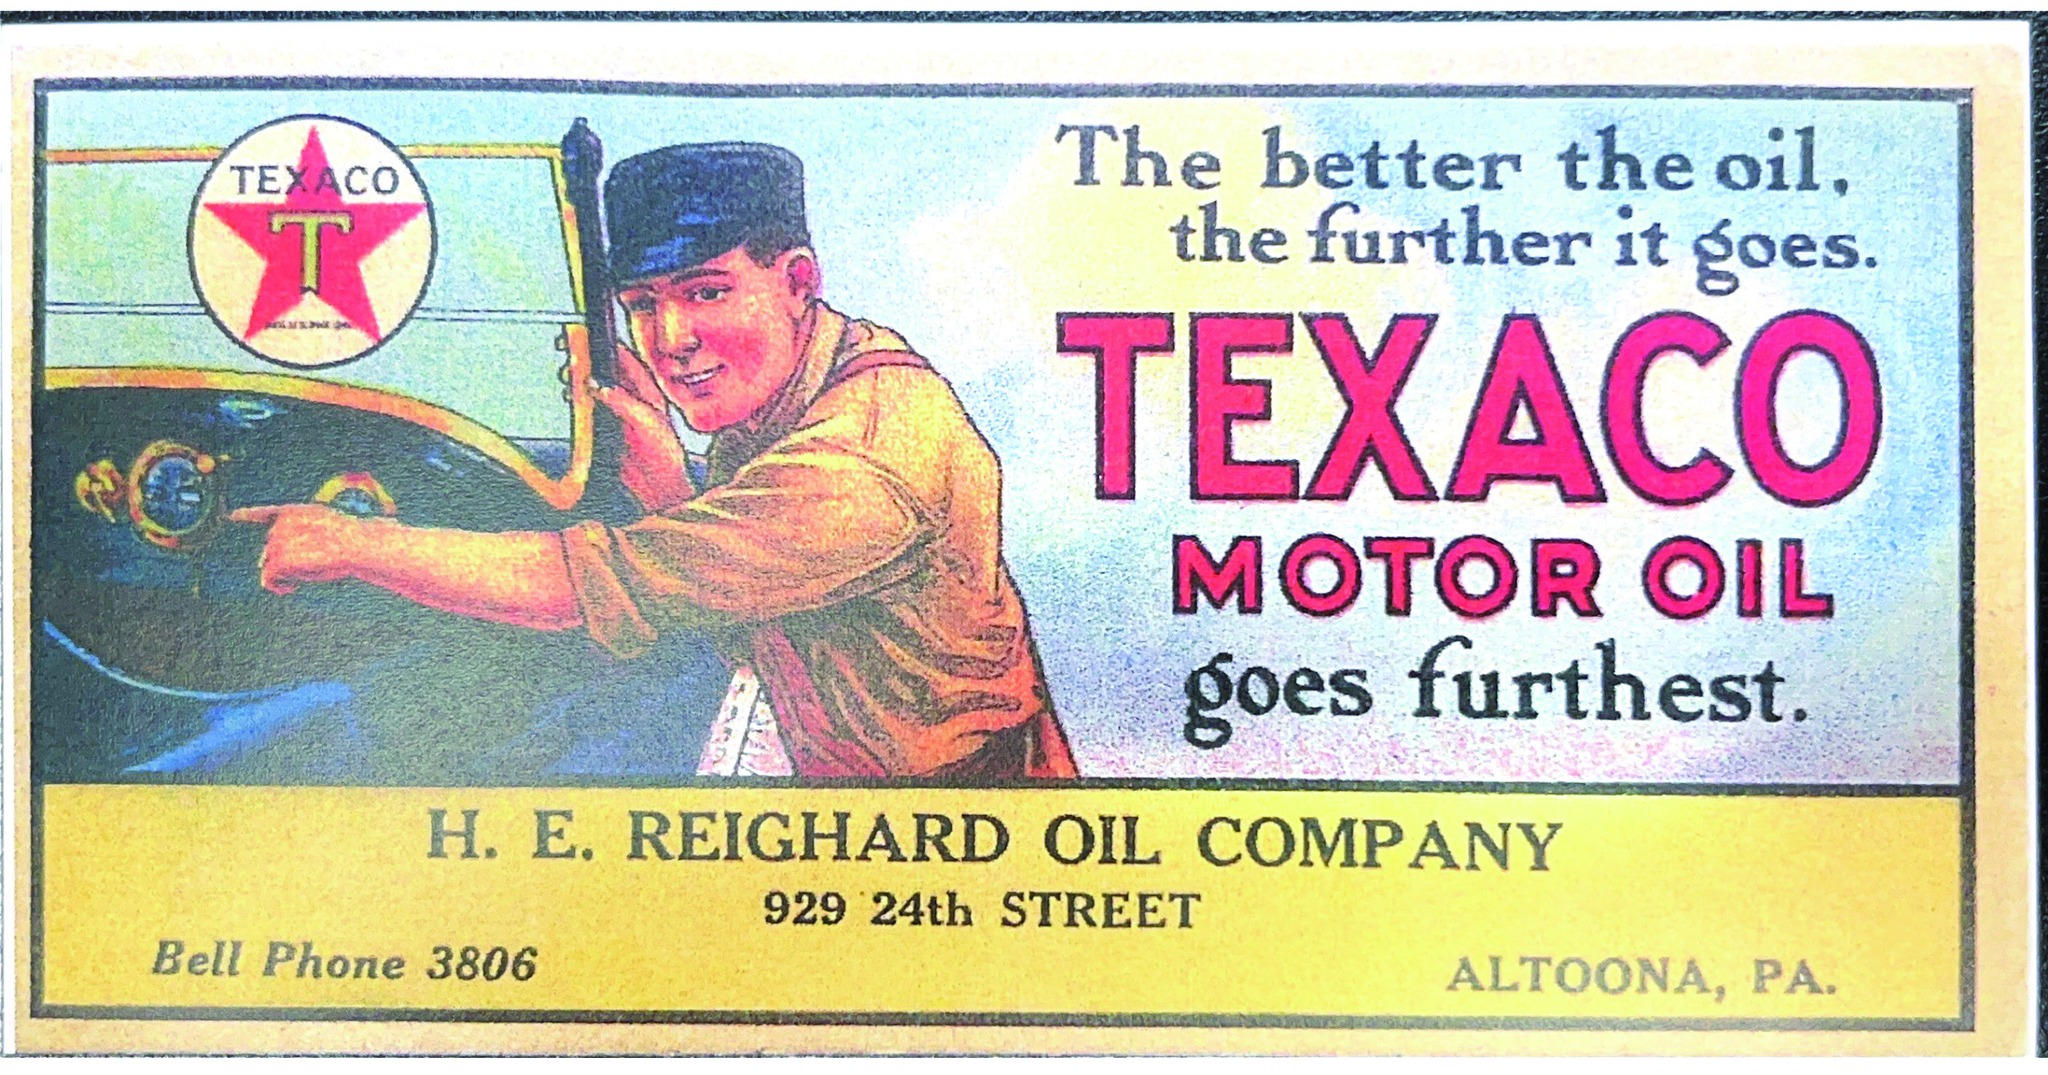 TEXACO
T
The better the oil,
the further it goes.
TEXACO
MOTOR OIL
goes furthest.
H. E. REIGHARD OIL COMPANY
929 24th STREET
Bell Phone 3806
ALTOONA, PA.